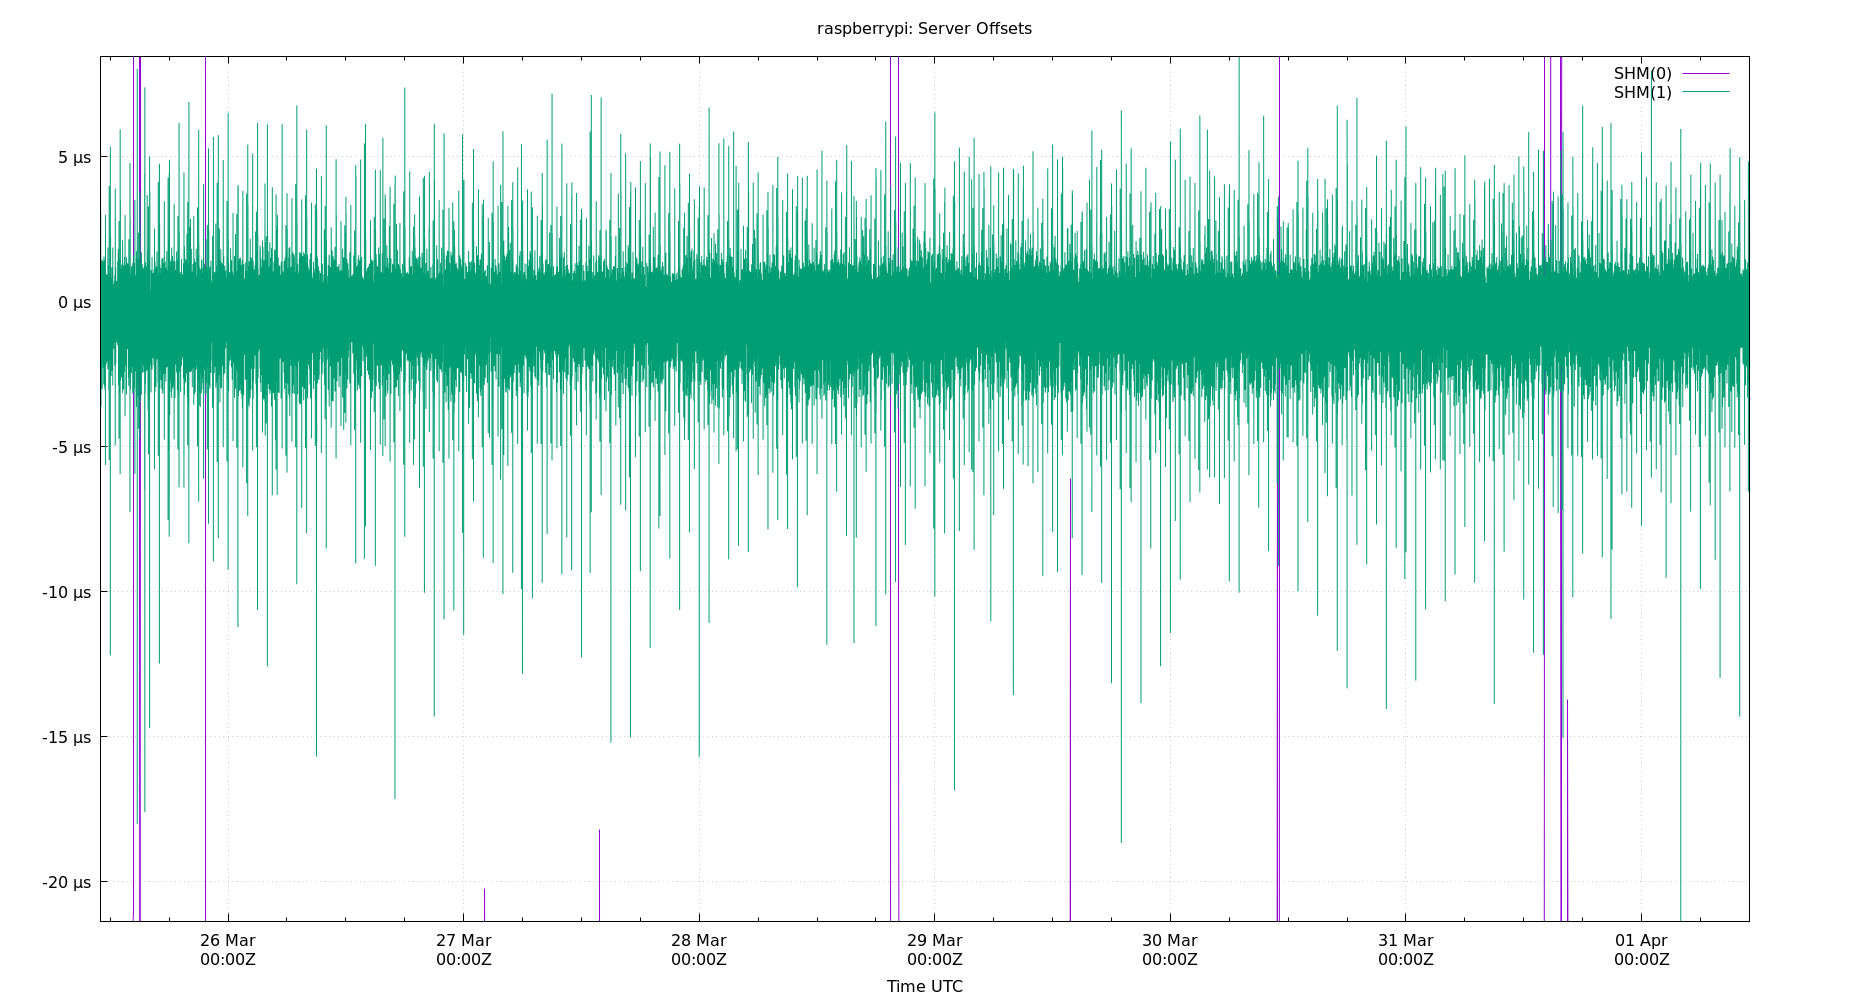 raspberrypi: Server Offsets
SHM(0)
SHM(1)
5 µs
0 µs
-5 µs
-10 µs
-15 µs
-20 µs
26 Mar
00:00Z
27 Mar
00:00Z
28 Mar
00:00Z
29 Mar
00:00Z
30 Mar
00:00Z
31 Mar
00:00Z
01 Apr
00:00Z
Time UTC